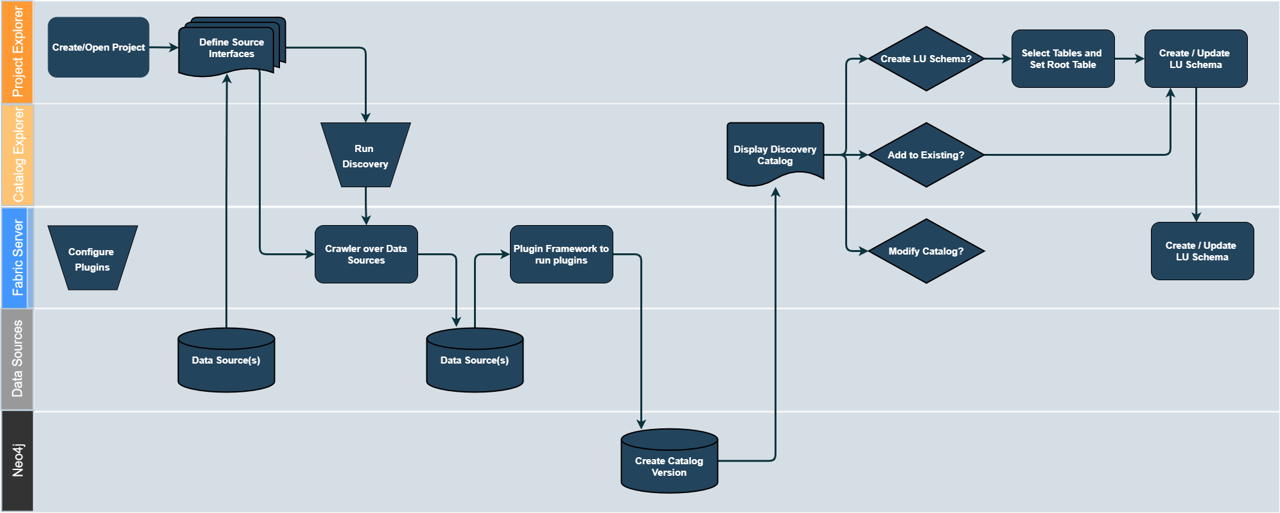 Project Explorer
Create/Open Project
Define Source
Interfaces
Create LU Schema?
Select Tables and
Set Root Table
Create / Update
LU Schema
Catalog Explorer
Run
Discovery
Display Discovery
Catalog
Add to Existing?
Fabric Server
Configure
Plugins
Crawler over Data
Sources
Plugin Framework to
run plugins
Modify Catalog?
Create / Update
LU Schema
Data Sources
Data Source(s)
Data Source(s)
Neo4j
Create Catalog
Version